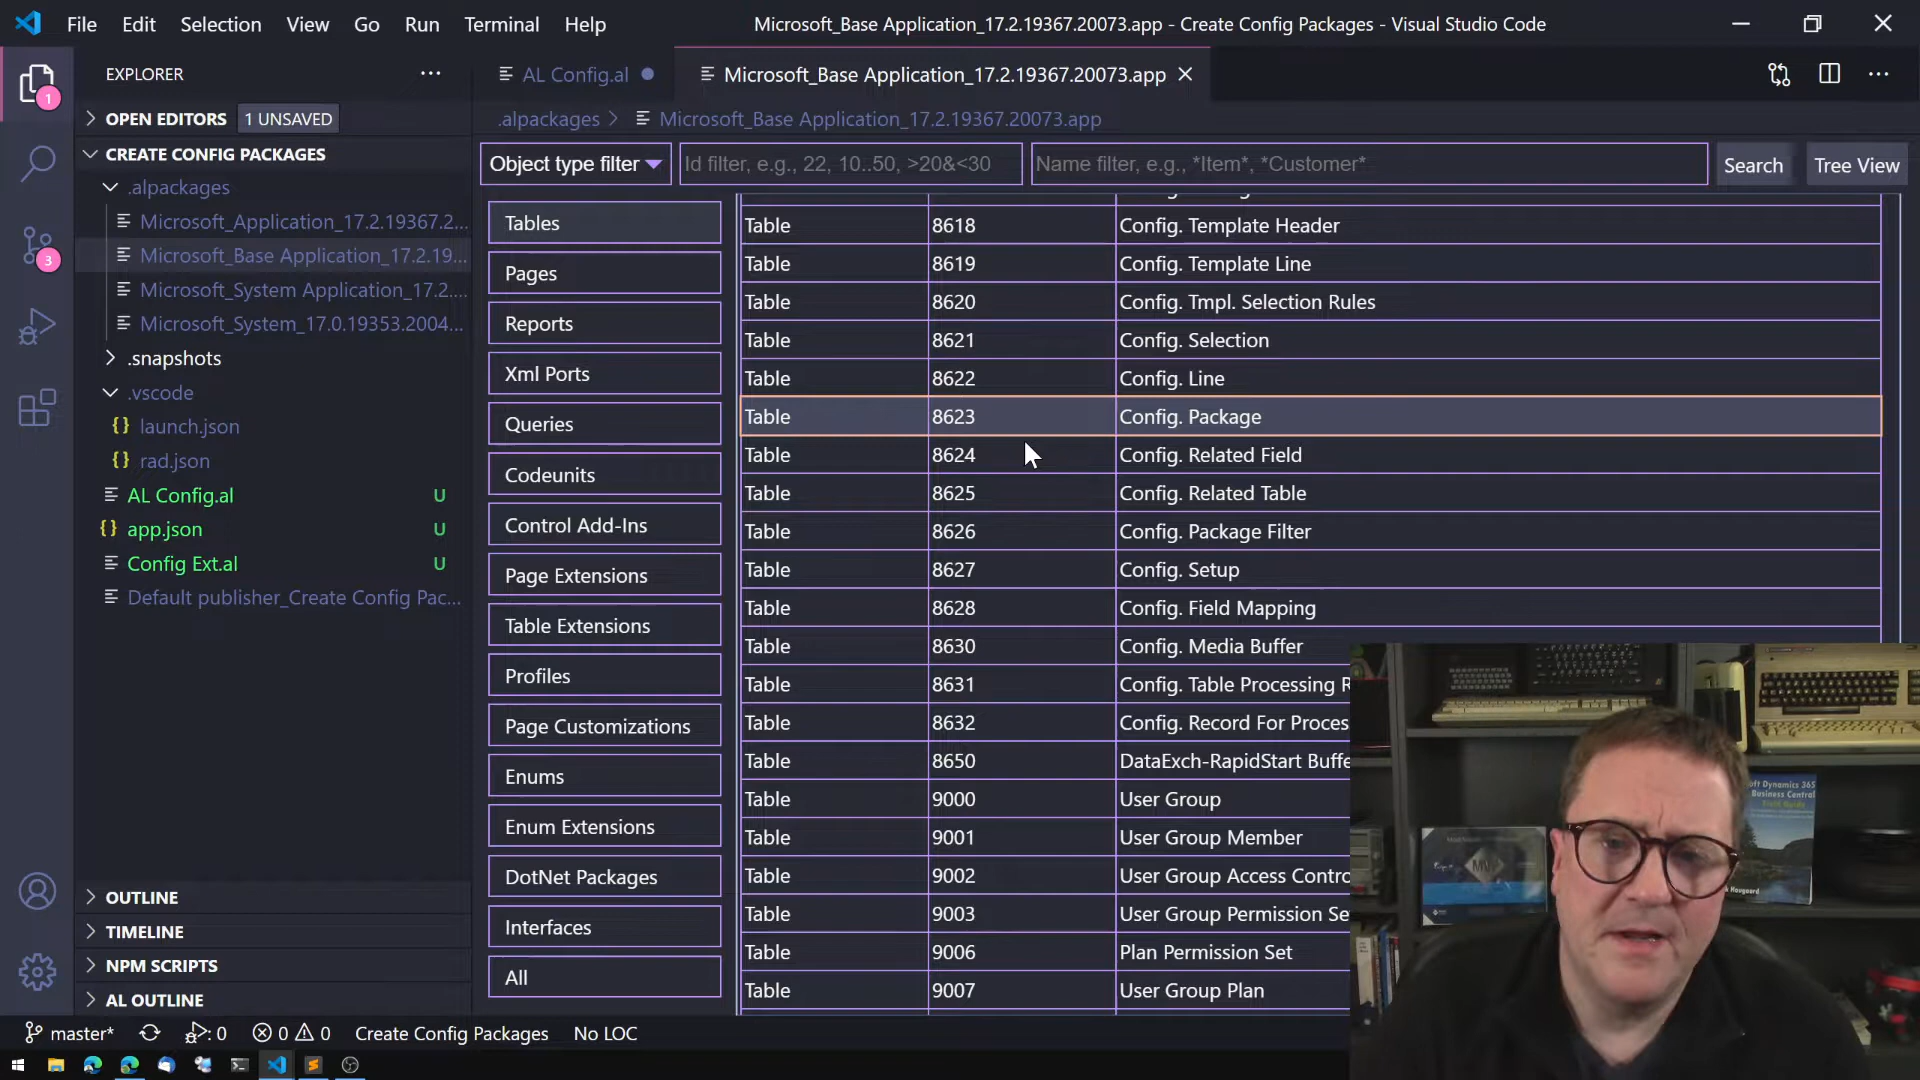 File Edit Selection View Go Run Terminal Help
Microsoft_Base Application_17.2.19367.20073.app - Create Config Packages - Visual Studio Code
EXPLORER
OPEN EDITORS 1 UNSAVED
CREATE CONFIG PACKAGES
.alpackages
Microsoft_Application_17.2.19367.2...
Microsoft_Base Application_17.2.19...
Microsoft_System Application_17.2....
Microsoft_System_17.0.19353.2004...
.snapshots
.vscode
launch.json
rad.json
AL Config.al U
app.json U
Config Ext.al U
Default publisher_Create Config Pac...
OUTLINE
TIMELINE
NPM SCRIPTS
AL OUTLINE
1
3
AL Config.al
Microsoft_Base Application_17.2.19367.20073.app
.alpackages > Microsoft_Base Application_17.2.19367.20073.app
Object type filter
Id filter, e.g., 22, 10..50, >20&<30
Name filter, e.g., *Item*, *Customer*
Search
Tree View
Tables
Pages
Reports
Xml Ports
Queries
Codeunits
Control Add-Ins
Page Extensions
Table Extensions
Profiles
Page Customizations
Enums
Enum Extensions
DotNet Packages
Interfaces
All
Table 8618 Config. Template Header
Table 8619 Config. Template Line
Table 8620 Config. Tmpl. Selection Rules
Table 8621 Config. Selection
Table 8622 Config. Line
Table 8623 Config. Package
Table 8624 Config. Related Field
Table 8625 Config. Related Table
Table 8626 Config. Package Filter
Table 8627 Config. Setup
Table 8628 Config. Field Mapping
Table 8630 Config. Media Buffer
Table 8631 Config. Table Processing R
Table 8632 Config. Record For Proces
Table 8650 DataExch-RapidStart Buffe
Table 9000 User Group
Table 9001 User Group Member
Table 9002 User Group Access Contro
Table 9003 User Group Permission Se
Table 9006 Plan Permission Set
Table 9007 User Group Plan
oft Dynamics 365
Business Central
Field Guide
master* 0 0 0 Create Config Packages No LOC